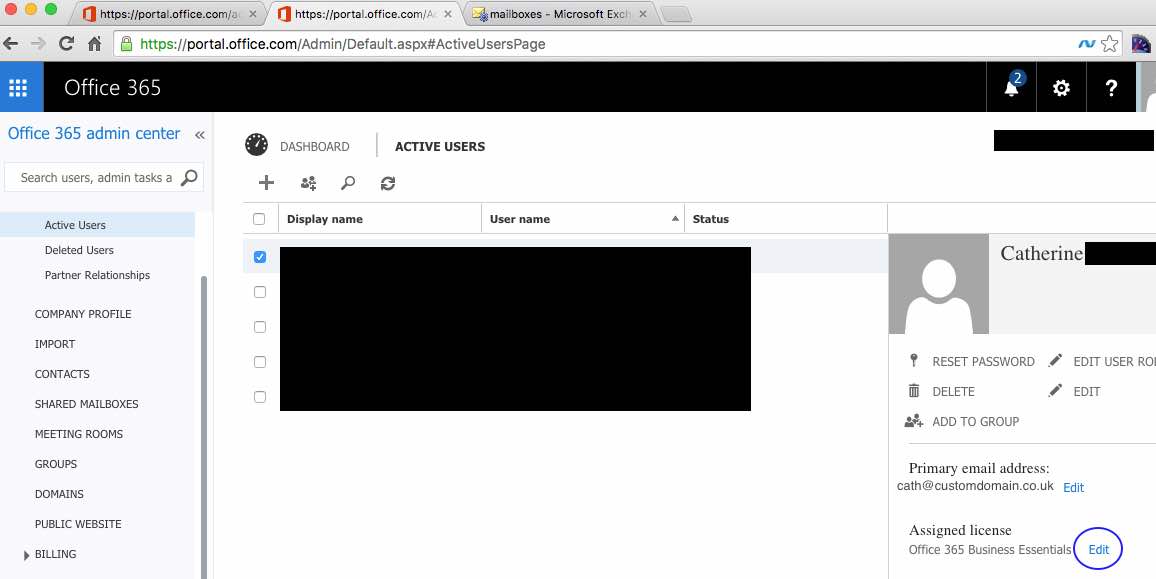 https://portal.office.com/a
https://portal.office.com/A
mailboxes - Microsoft Exch
https://portal.office.com/Admin/Default.aspx#ActiveUsersPage
Office 365
2
?
Office 365 admin center «
Search users, admin tasks a
Active Users
Deleted Users
Partner Relationships
COMPANY PROFILE
IMPORT
CONTACTS
SHARED MAILBOXES
MEETING ROOMS
GROUPS
DOMAINS
PUBLIC WEBSITE
BILLING
DASHBOARD
ACTIVE USERS
Display name
User name
Status
Catherine
RESET PASSWORD
EDIT USER ROL
DELETE
EDIT
ADD TO GROUP
Primary email address:
cath@customdomain.co.uk Edit
Assigned license
Office 365 Business Essentials Edit